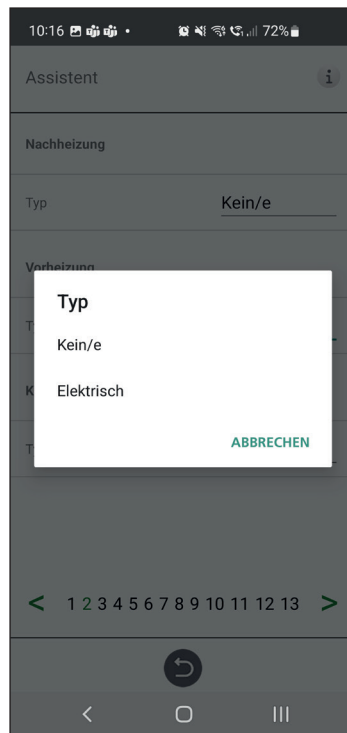 10:16 72%
Assistent i
Nachheizung
Typ Kein/e
Vorheizung
Typ
Kein/e
Elektrisch
ABBRECHEN
< 1 2 3 4 5 6 7 8 9 10 11 12 13 >